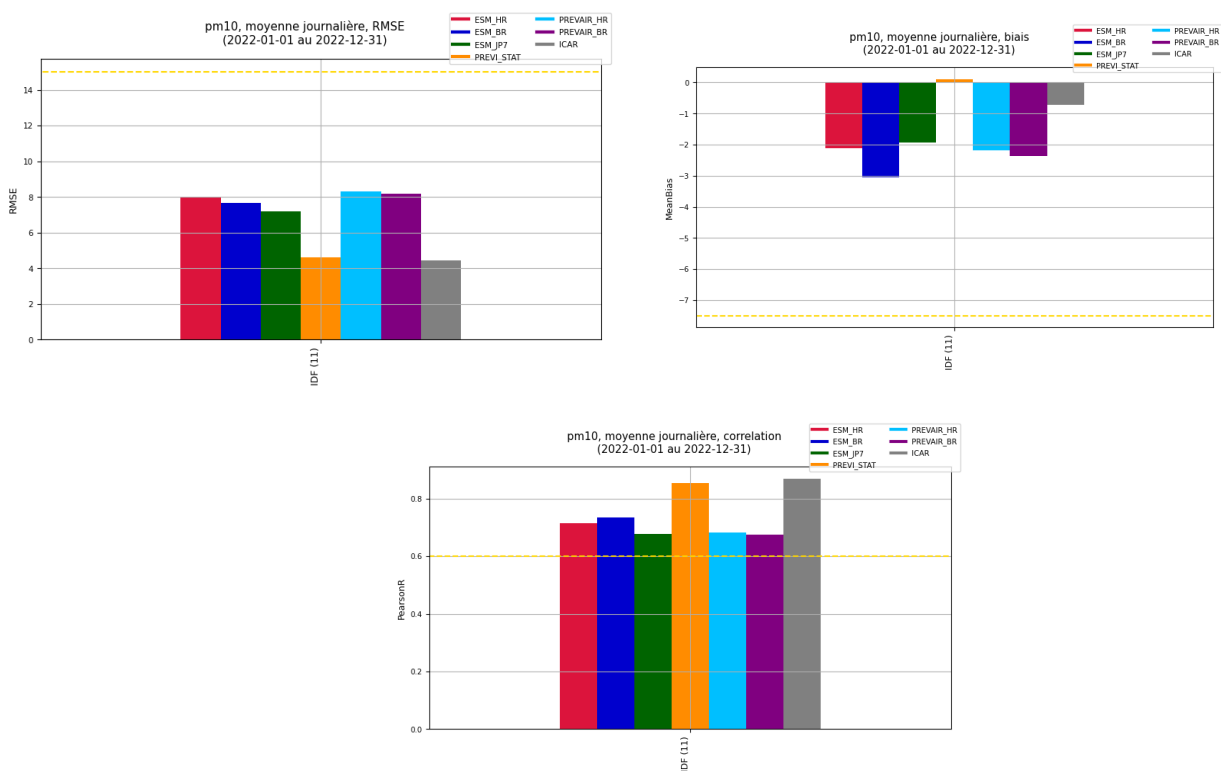 pm10, moyenne journalière, RMSE
(2022-01-01 au 2022-12-31)
ESM_HR
ESM_BR
ESM_JP7
PREVI_STAT
PREVAIR_HR
PREVAIR_BR
ICAR
14
12
10
8
6
4
2
0
RMSE
IDF (11)
pm10, moyenne journalière, biais
(2022-01-01 au 2022-12-31)
ESM_HR
ESM_BR
ESM_JP7
PREVI_STAT
PREVAIR_HR
PREVAIR_BR
ICAR
0
−1
−2
−3
−4
−5
−6
−7
MeanBias
IDF (11)
pm10, moyenne journalière, correlation
(2022-01-01 au 2022-12-31)
ESM_HR
ESM_BR
ESM_JP7
PREVI_STAT
PREVAIR_HR
PREVAIR_BR
ICAR
0.8
0.6
0.4
0.2
0.0
PearsonR
IDF (11)